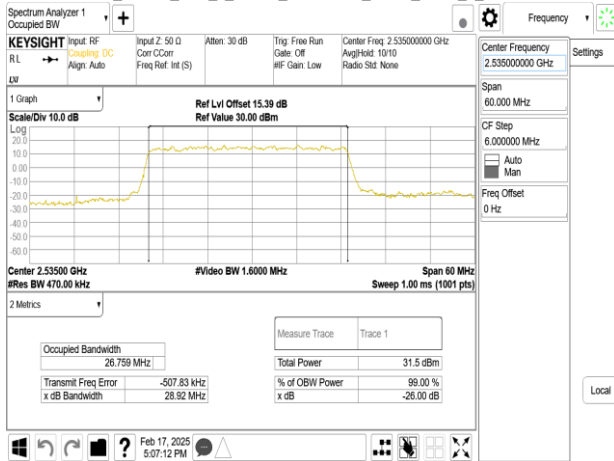 Spectrum Analyzer 1
Occupied BW
Frequency
KEYSIGHT
RL
LXI
Input: RF
Coupling: DC
Align: Auto
Input Z: 50 Ω
Corr CCorr
Freq Ref: Int (S)
Atten: 30 dB
Trig: Free Run
Gate: Off
#IF Gain: Low
Center Freq: 2.535000000 GHz
Avg|Hold: 10/10
Radio Std: None
Center Frequency
2.535000000 GHz
Settings
Span
60.000 MHz
CF Step
6.000000 MHz
Auto
Man
Freq Offset
0 Hz
Local
1 Graph
Scale/Div 10.0 dB
Ref Lvl Offset 15.39 dB
Ref Value 30.00 dBm
Log
20.0
10.0
0.00
-10.0
-20.0
-30.0
-40.0
-50.0
-60.0
Center 2.53500 GHz
#Res BW 470.00 kHz
#Video BW 1.6000 MHz
Span 60 MHz
Sweep 1.00 ms (1001 pts)
2 Metrics
Measure Trace Trace 1
Occupied Bandwidth
26.759 MHz
Total Power 31.5 dBm
Transmit Freq Error -507.83 kHz
% of OBW Power 99.00 %
x dB Bandwidth 28.92 MHz
x dB -26.00 dB
?
Feb 17, 2025
5:07:12 PM